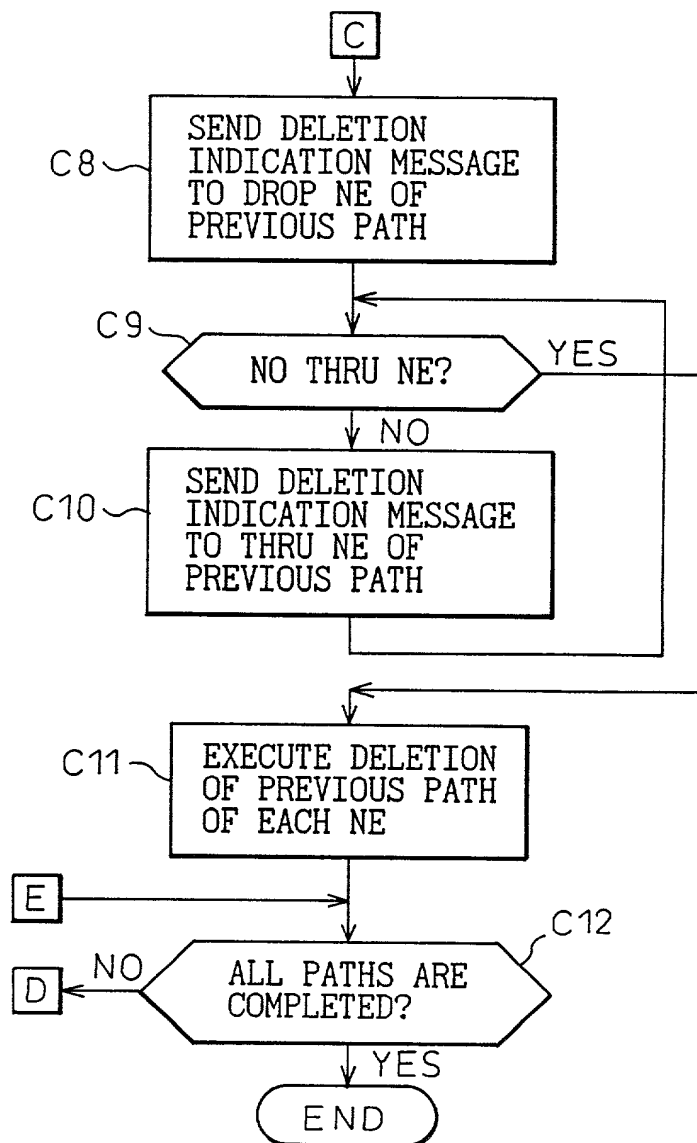 C
C8
SEND DELETION
INDICATION MESSAGE
TO DROP NE OF
PREVIOUS PATH
C9
NO THRU NE?
YES
NO
C10
SEND DELETION
INDICATION MESSAGE
TO THRU NE OF
PREVIOUS PATH
C11
EXECUTE DELETION
OF PREVIOUS PATH
OF EACH NE
E
C12
D
NO
ALL PATHS ARE
COMPLETED?
YES
END